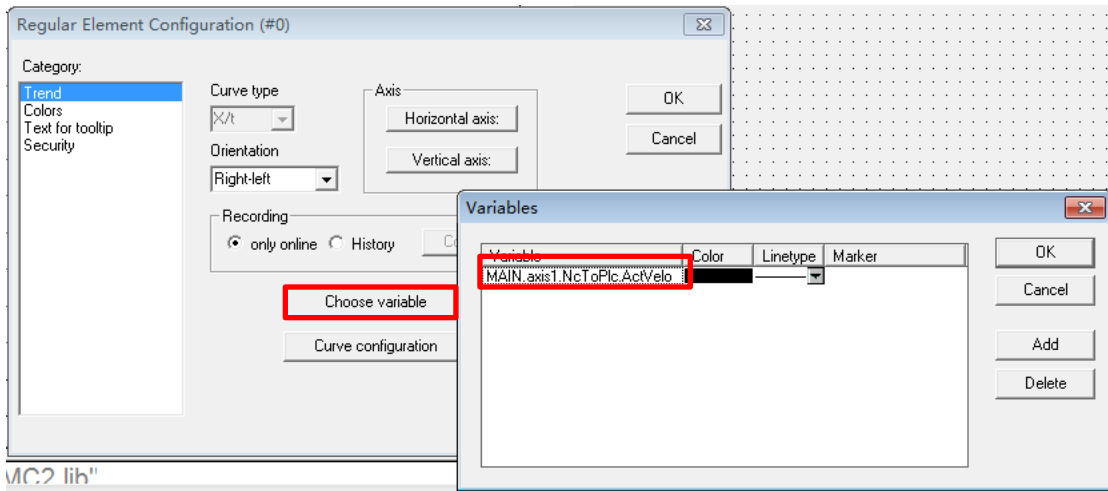 Regular Element Configuration (#0)
Category:
Trend
Colors
Text for tooltip
Security
Curve type
X/t
Orientation
Right-left
Axis
Horizontal axis:
Vertical axis:
OK
Cancel
Recording
only online
History
Choose variable
Curve configuration
Variables
Variable Color Linetype Marker
MAIN.axis1.NcToPlc.ActVelo
OK
Cancel
Add
Delete
MC2.lib"